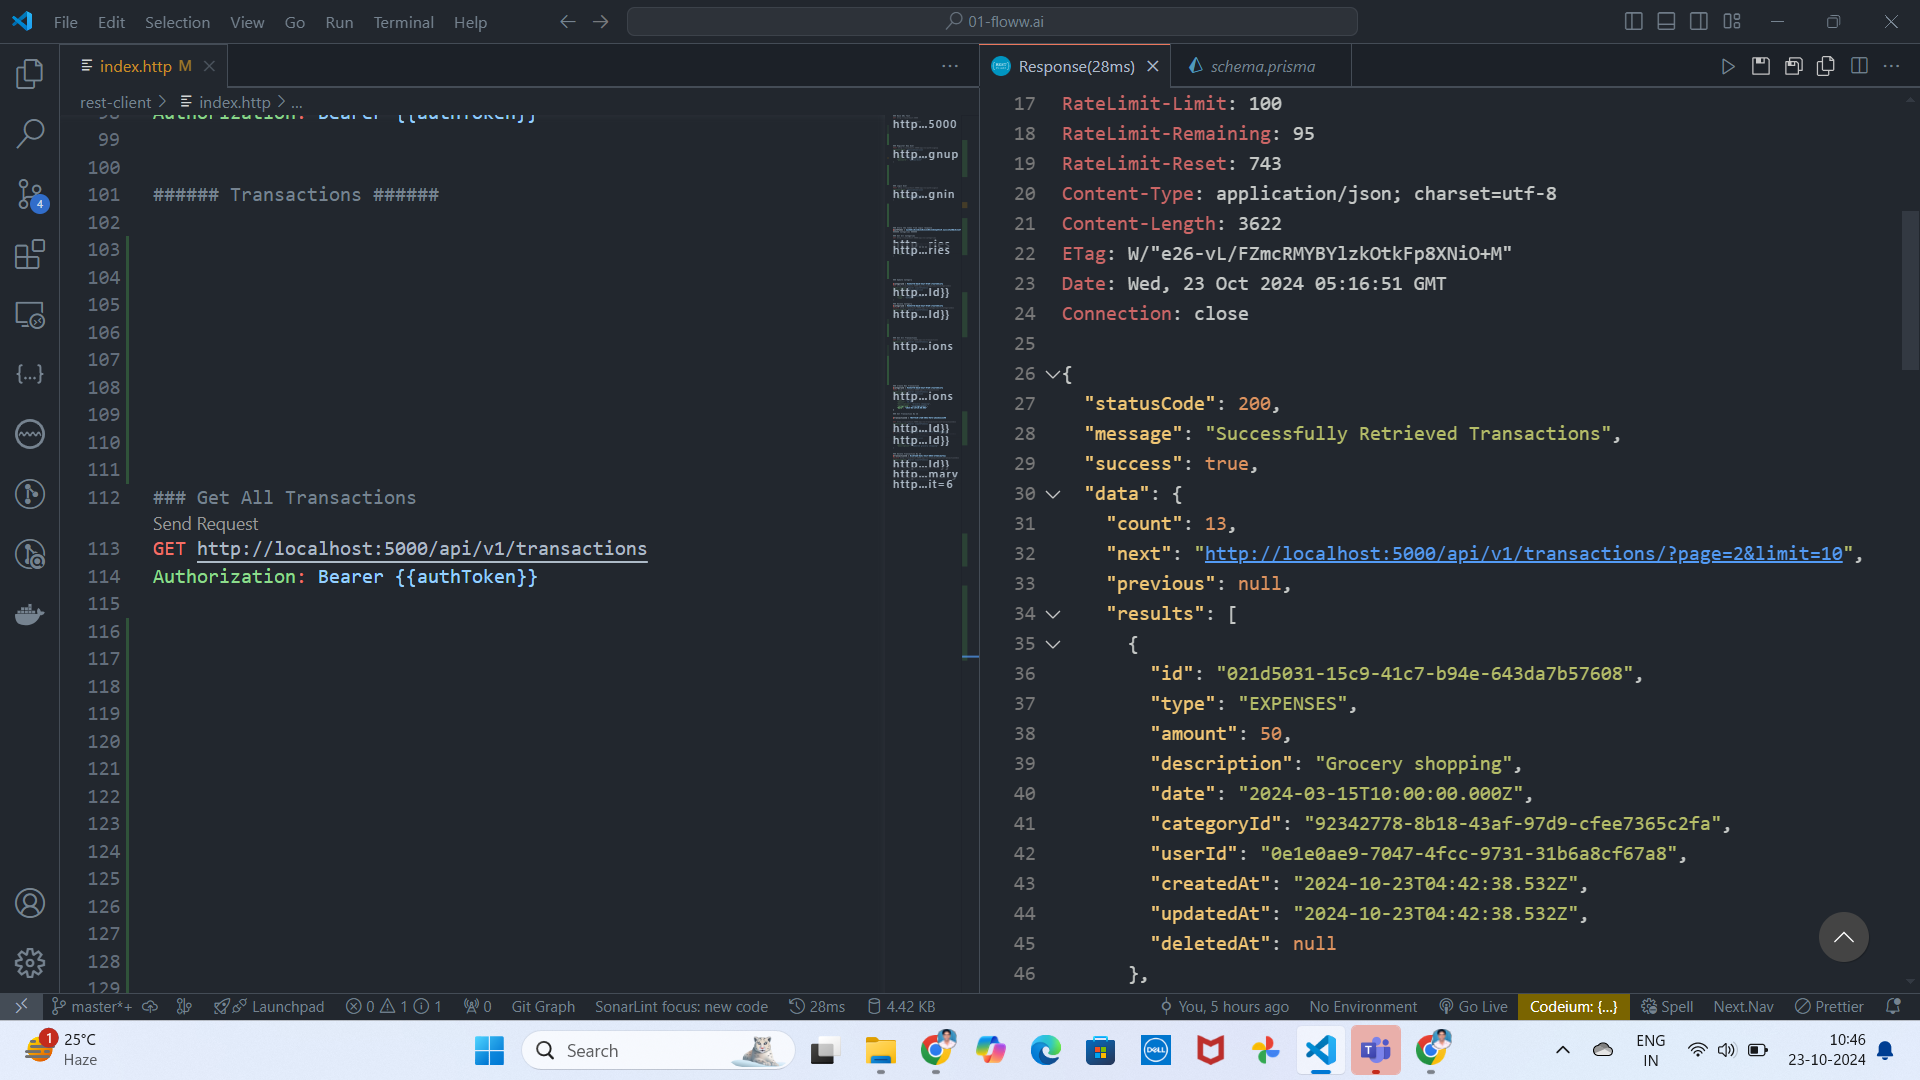 File Edit Selection View Go Run Terminal Help
01-floww.ai
index.http M
Response(28ms)
schema.prisma
rest-client > index.http > ...
98 Authorization: Bearer {{authToken}}
99
100
101 ###### Transactions ######
102
103
104
105
106
107
108
109
110
111
112 ### Get All Transactions
Send Request
113 GET http://localhost:5000/api/v1/transactions
114 Authorization: Bearer {{authToken}}
115
116
117
118
119
120
121
122
123
124
125
126
127
128
129
http...5000
http...gnup
http...gnin
http...ries
http...Id}}
http...Id}}
http...ions
http...ions
http...Id}}
http...Id}}
http...Id}}
http...mary
http...it=6
17 RateLimit-Limit: 100
18 RateLimit-Remaining: 95
19 RateLimit-Reset: 743
20 Content-Type: application/json; charset=utf-8
21 Content-Length: 3622
22 ETag: W/"e26-vL/FZmcRMYBYlzkOtkFp8XNiO+M"
23 Date: Wed, 23 Oct 2024 05:16:51 GMT
24 Connection: close
25
26 {
27 "statusCode": 200,
28 "message": "Successfully Retrieved Transactions",
29 "success": true,
30 "data": {
31 "count": 13,
32 "next": "http://localhost:5000/api/v1/transactions/?page=2&limit=10",
33 "previous": null,
34 "results": [
35 {
36 "id": "021d5031-15c9-41c7-b94e-643da7b57608",
37 "type": "EXPENSES",
38 "amount": 50,
39 "description": "Grocery shopping",
40 "date": "2024-03-15T10:00:00.000Z",
41 "categoryId": "92342778-8b18-43af-97d9-cfee7365c2fa",
42 "userId": "0e1e0ae9-7047-4fcc-9731-31b6a8cf67a8",
43 "createdAt": "2024-10-23T04:42:38.532Z",
44 "updatedAt": "2024-10-23T04:42:38.532Z",
45 "deletedAt": null
46 },
4
master*+ Launchpad 0 1 1 0 Git Graph SonarLint focus: new code 28ms 4.42 KB You, 5 hours ago No Environment Go Live Codeium: {...} Spell Next.Nav Prettier
1
25°C
Haze
Search
DELL
T
ENG
IN
10:46
23-10-2024